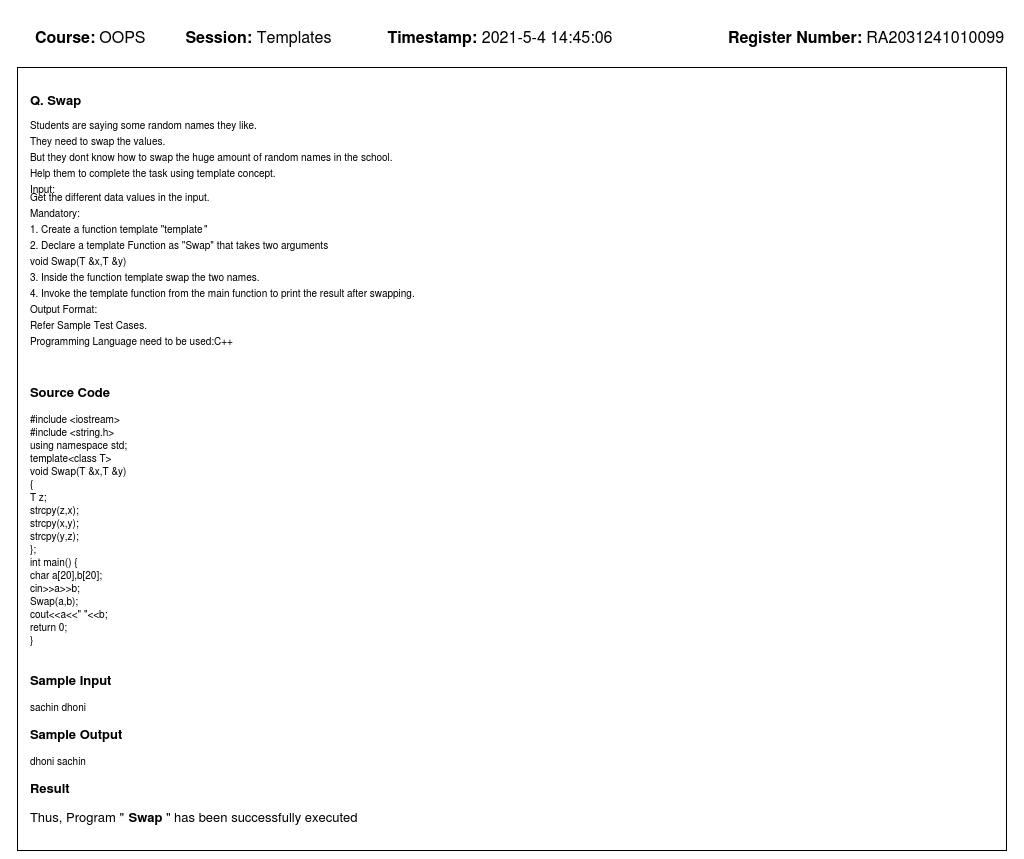 Course: OOPS Session: Templates Timestamp: 2021-5-4 14:45:06 Register Number: RA2031241010099
Q. Swap
Students are saying some random names they like.
They need to swap the values.
But they dont know how to swap the huge amount of random names in the school.
Help them to complete the task using template concept.
Input:
Get the different data values in the input.
Mandatory:
1. Create a function template "template"
2. Declare a template Function as "Swap" that takes two arguments
void Swap(T &x,T &y)
3. Inside the function template swap the two names.
4. Invoke the template function from the main function to print the result after swapping.
Output Format:
Refer Sample Test Cases.
Programming Language need to be used:C++
Source Code
#include <iostream>
#include <string.h>
using namespace std;
template<class T>
void Swap(T &x,T &y)
{
T z;
strcpy(z,x);
strcpy(x,y);
strcpy(y,z);
};
int main() {
char a[20],b[20];
cin>>a>>b;
Swap(a,b);
cout<<a<<" "<<b;
return 0;
}
Sample Input
sachin dhoni
Sample Output
dhoni sachin
Result
Thus, Program " Swap " has been successfully executed